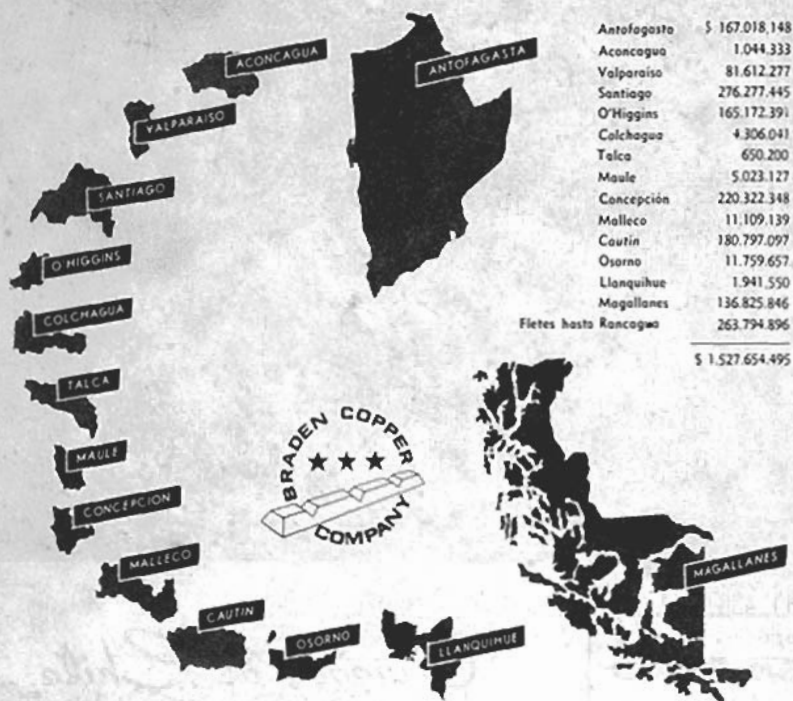 Antofagasta $ 167.018.148
Aconcagua 1.044.333
Valparaíso 81.612.277
Santiago 276.277.445
O'Higgins 165.172.391
Colchagua 4.306.041
Talca 650.200
Maule 5.023.127
Concepción 220.322.348
Malleco 11.109.139
Cautín 180.797.097
Osorno 11.759.657
Llanquihue 1.941.550
Magallanes 136.825.846
Fletes hasta Rancagua 263.794.896
$ 1.527.654.495
ACONCAGUA
ANTOFAGASTA
VALPARAISO
SANTIAGO
O'HIGGINS
COLCHAGUA
TALCA
MAULE
CONCEPCION
MALLECO
CAUTIN
OSORNO
LLANQUIHUE
MAGALLANES
BRADEN COPPER
COMPANY